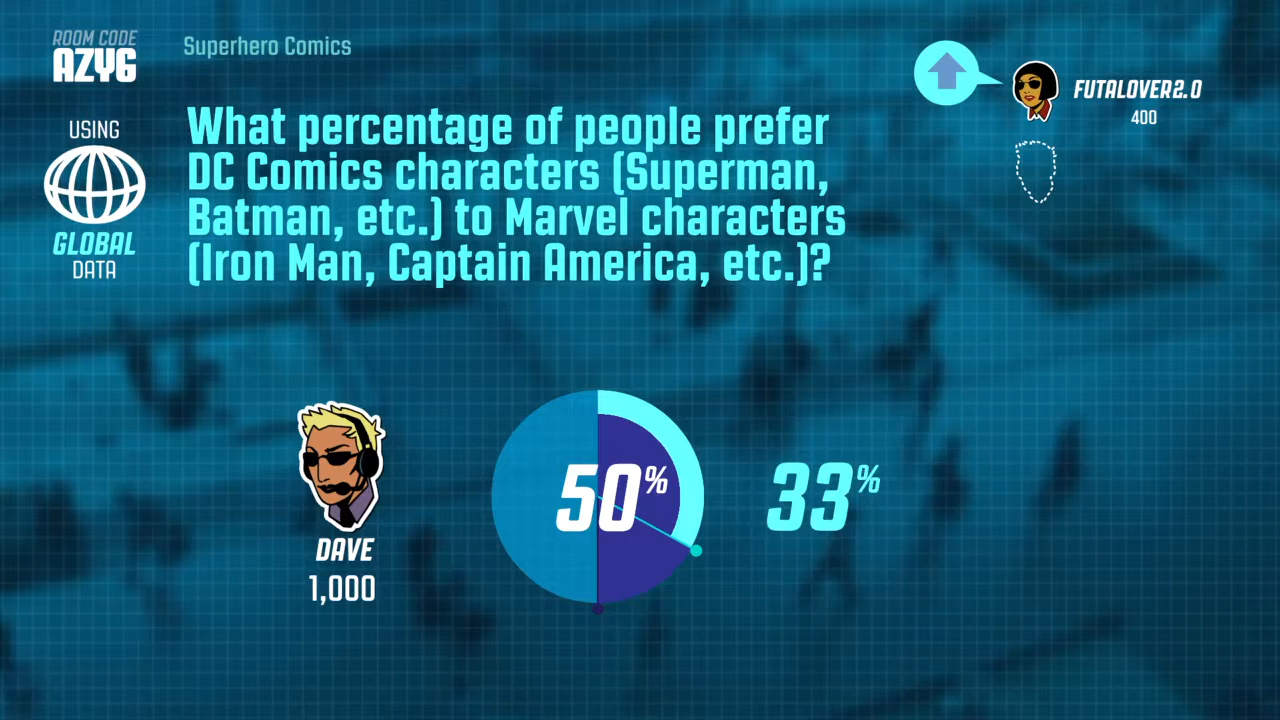 ROOM CODE
AZY6
Superhero Comics
USING
GLOBAL
DATA
What percentage of people prefer
DC Comics characters (Superman,
Batman, etc.) to Marvel characters
(Iron Man, Captain America, etc.)?
FUTALOVER2.0
400
DAVE
1,000
50%
33%